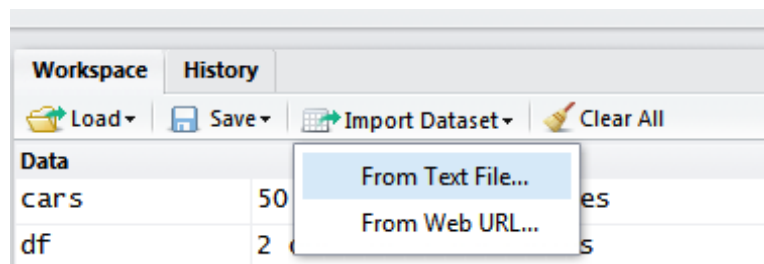 Workspace History
Load Save Import Dataset Clear All
Data
From Text File...
cars 50 es
From Web URL...
df 2 s